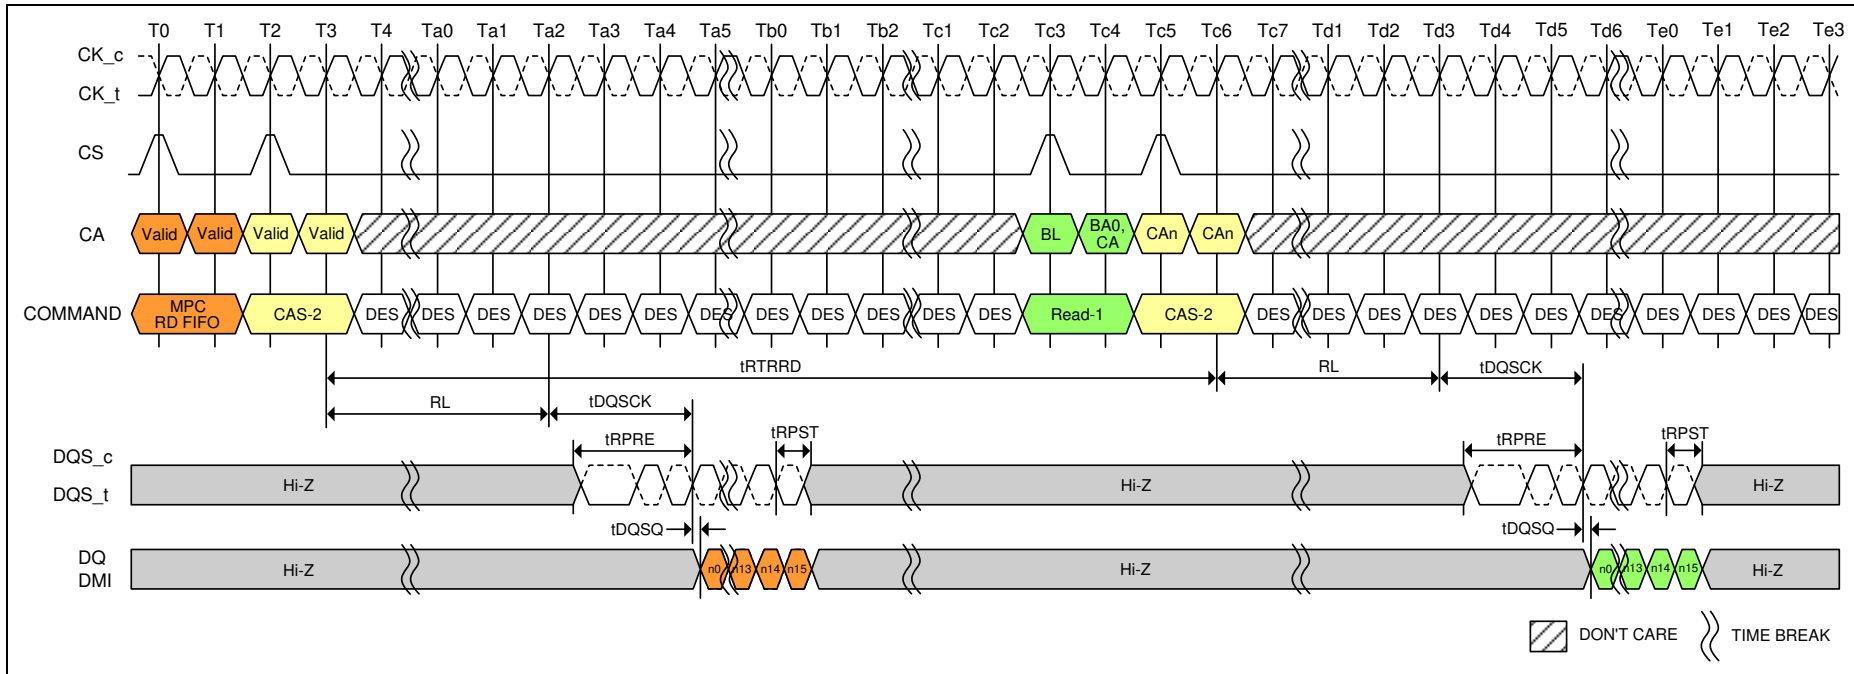 T0 T1 T2 T3 T4 Ta0 Ta1 Ta2 Ta3 Ta4 Ta5 Tb0 Tb1 Tb2 Tc1 Tc2 Tc3 Tc4 Tc5 Tc6 Tc7 Td1 Td2 Td3 Td4 Td5 Td6 Te0 Te1 Te2 Te3
CK_c
CK_t
CS
CA Valid Valid Valid Valid BL BA0, CAn CAn
CA
COMMAND MPC CAS-2 DES DES DES DES DES DES DES DES DES DES DES DES Read-1 CAS-2 DES DES DES DES DES DES DES DES DES DES DES
RD FIFO
tRTRRD RL tDQSCK
RL tDQSCK
tRPRE tRPST tRPRE tRPST
DQS_c
Hi-Z Hi-Z Hi-Z
DQS_t
tDQSQ tDQSQ
DQ
Hi-Z n0 n13 n14 n15 Hi-Z n0 n13 n14 n15 Hi-Z
DMI
DON'T CARE TIME BREAK